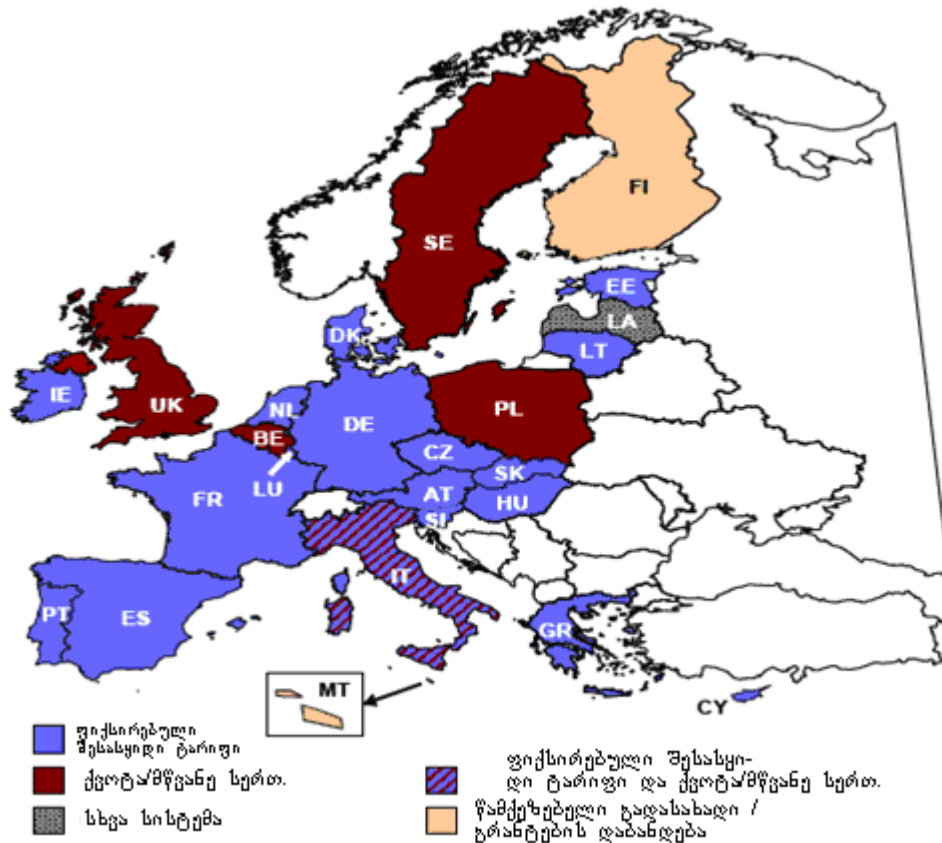 FI
SE
EE
LA
LT
DK
IE
UK
NL
BE
DE
PL
CZ
LU
SK
FR
AT
HU
SI
IT
PT
ES
GR
MT
CY
ფიქსირებული
შესასყიდი ტარიფი
ქვოტა/მწვანე სერთ.
სხვა სისტემა
ფიქსირებული შესასყი-
დი ტარიფი და ქვოტა/მწვანე სერთ.
წამქეზებელი გადასახადი /
გრანტების დაბანდება